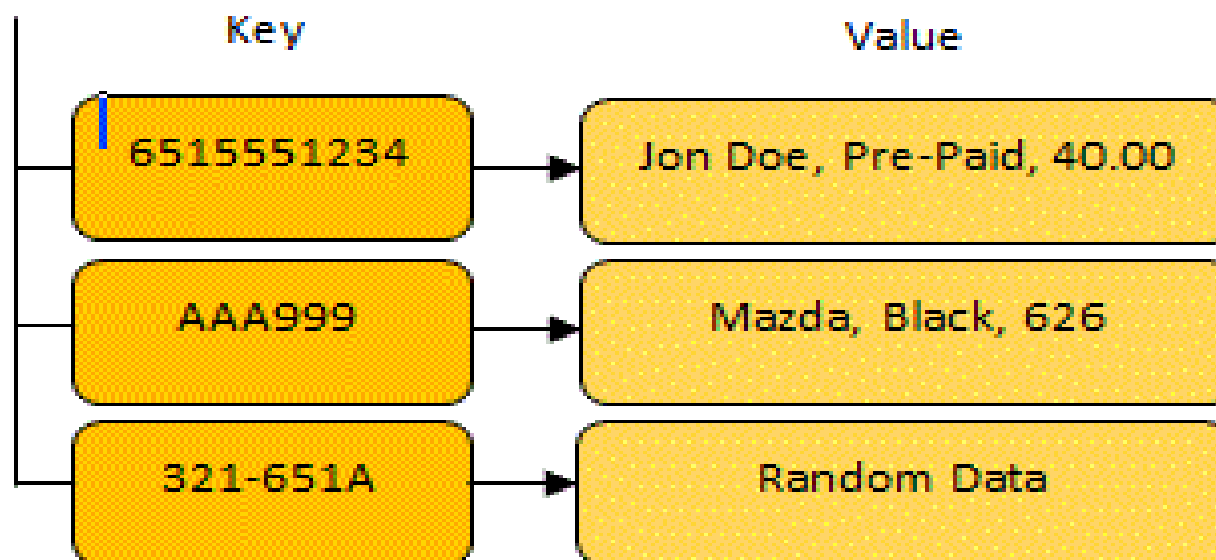 Key Value
6515551234 Jon Doe, Pre-Paid, 40.00
AAA999 Mazda, Black, 626
321-651A Random Data